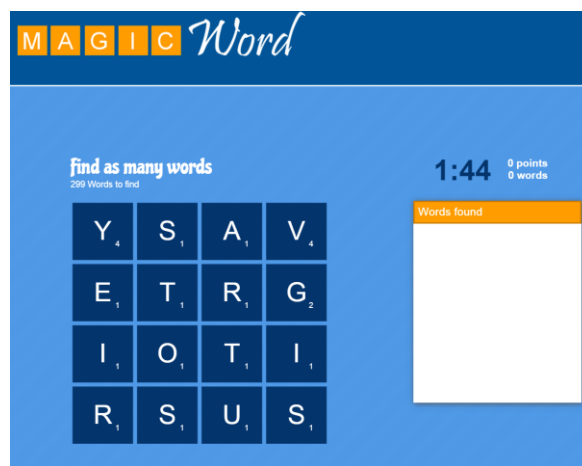 MAGIC Word
find as many words
299 Words to find
1:44
0 points
0 words
Words found
Y4 S1 A1 V4
E1 T1 R1 G2
I1 O1 T1 I1
R1 S1 U1 S1